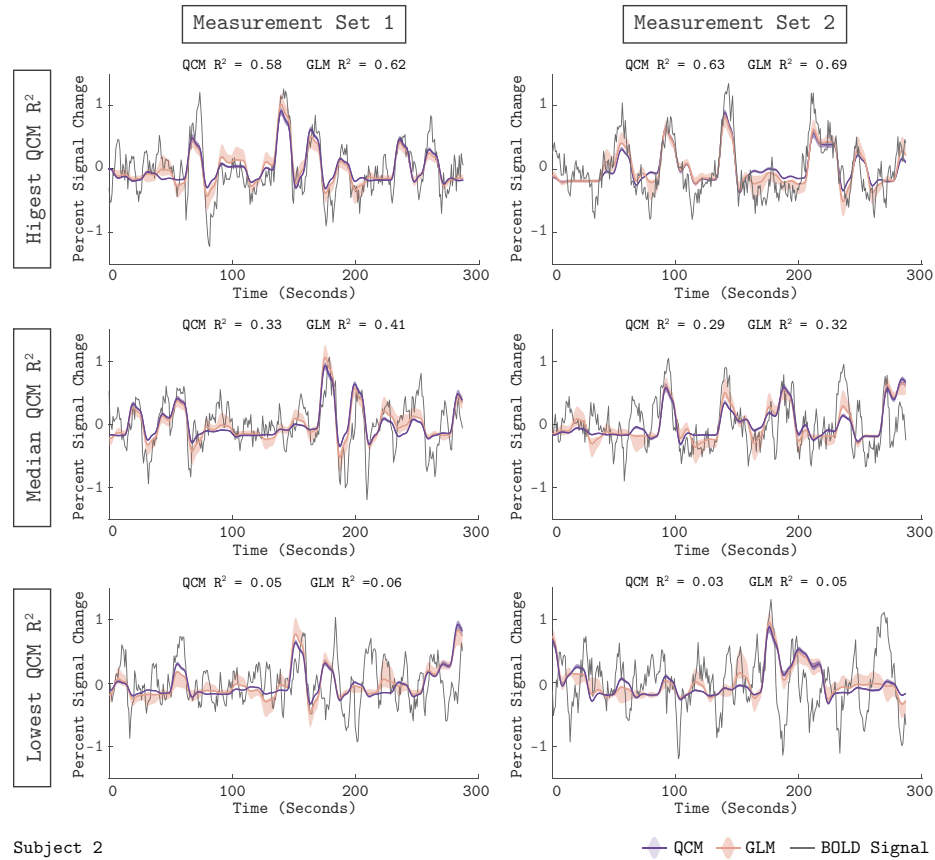 Measurement Set 1
Measurement Set 2
Higest QCM R²
QCM R² = 0.58 GLM R² = 0.62
Percent Signal Change
1
0
-1
0 100 200 300
Time (Seconds)
QCM R² = 0.63 GLM R² = 0.69
Percent Signal Change
1
0
-1
0 100 200 300
Time (Seconds)
Median QCM R²
QCM R² = 0.33 GLM R² = 0.41
Percent Signal Change
1
0
-1
0 100 200 300
Time (Seconds)
QCM R² = 0.29 GLM R² = 0.32
Percent Signal Change
1
0
-1
0 100 200 300
Time (Seconds)
Lowest QCM R²
QCM R² = 0.05 GLM R² =0.06
Percent Signal Change
1
0
-1
0 100 200 300
Time (Seconds)
QCM R² = 0.03 GLM R² = 0.05
Percent Signal Change
1
0
-1
0 100 200 300
Time (Seconds)
Subject 2
QCM GLM BOLD Signal